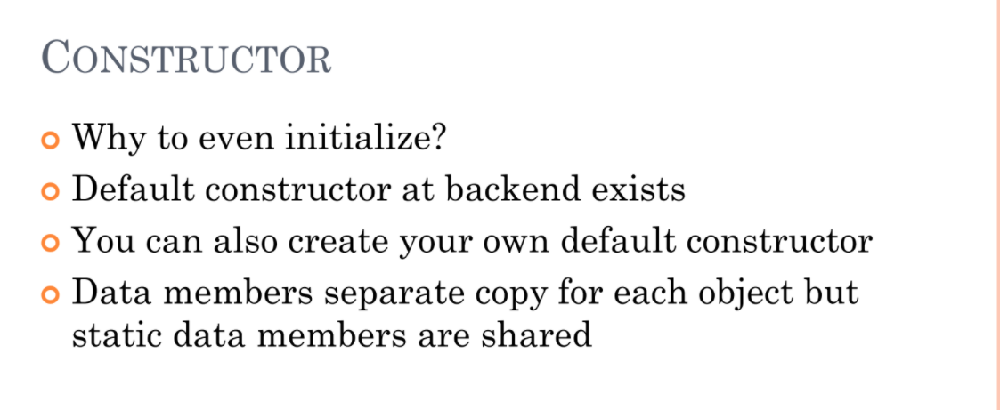 CONSTRUCTOR
Why to even initialize?
Default constructor at backend exists
You can also create your own default constructor
Data members separate copy for each object but
static data members are shared